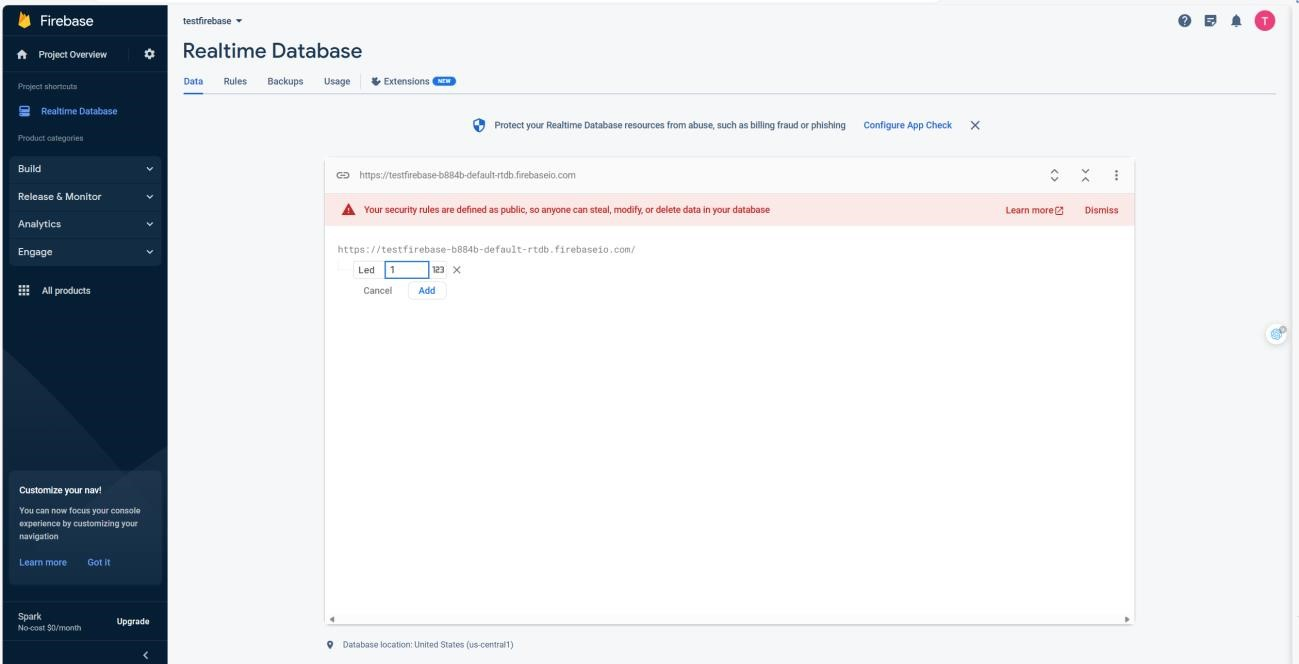 Firebase
testfirebase
T
Project Overview
Realtime Database
Project shortcuts
Data Rules Backups Usage Extensions NEW
Realtime Database
Product categories
Protect your Realtime Database resources from abuse, such as billing fraud or phishing Configure App Check
Build
https://testfirebase-b884b-default-rtdb.firebaseio.com
Release & Monitor
Your security rules are defined as public, so anyone can steal, modify, or delete data in your database Learn more Dismiss
Analytics
Engage
https://testfirebase-b884b-default-rtdb.firebaseio.com/
Led 1 123
Cancel Add
All products
Customize your nav!
You can now focus your console
experience by customizing your
navigation
Learn more Got it
Spark
No-cost $0/month
Upgrade
Database location: United States (us-central1)